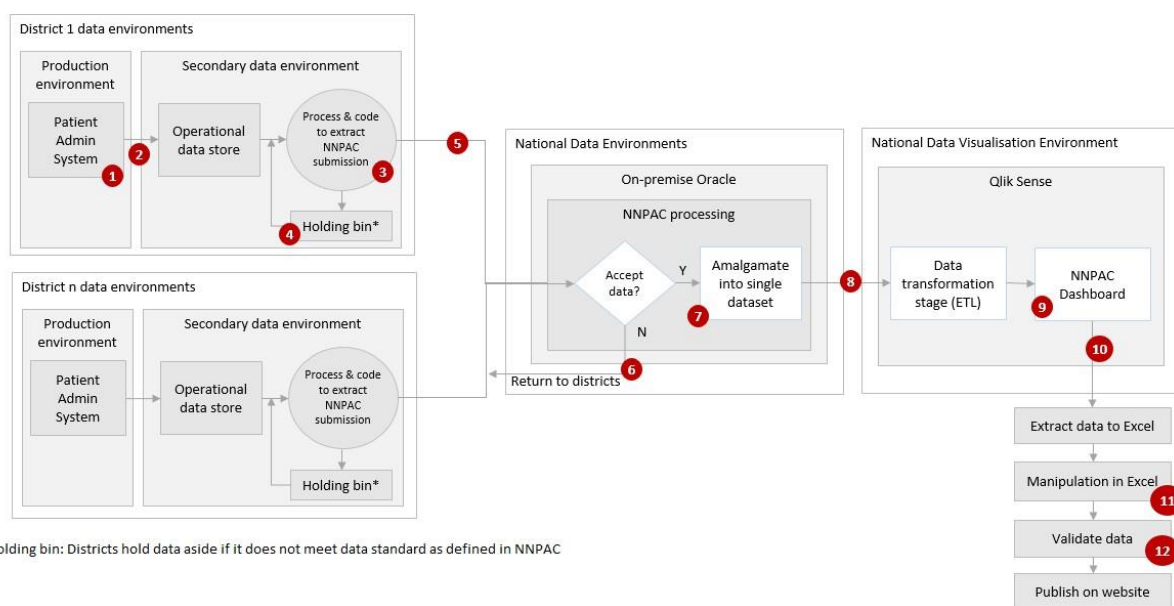 District 1 data environments
Production
environment
Patient
Admin
System
1
2
Secondary data environment
Operational
data store
Process & code
to extract
NNPAC
submission
3
4
Holding bin*
5
District n data environments
Production
environment
Patient
Admin
System
Secondary data environment
Operational
data store
Process & code
to extract
NNPAC
submission
Holding bin*
National Data Environments
On-premise Oracle
NNPAC processing
Accept
data?
Y
N
Amalgamate
into single
dataset
7
6
Return to districts
8
National Data Visualisation Environment
Qlik Sense
Data
transformation
stage (ETL)
NNPAC
Dashboard
9
10
Extract data to Excel
Manipulation in Excel
11
Validate data
12
Publish on website
olding bin: Districts hold data aside if it does not meet data standard as defined in NNPAC